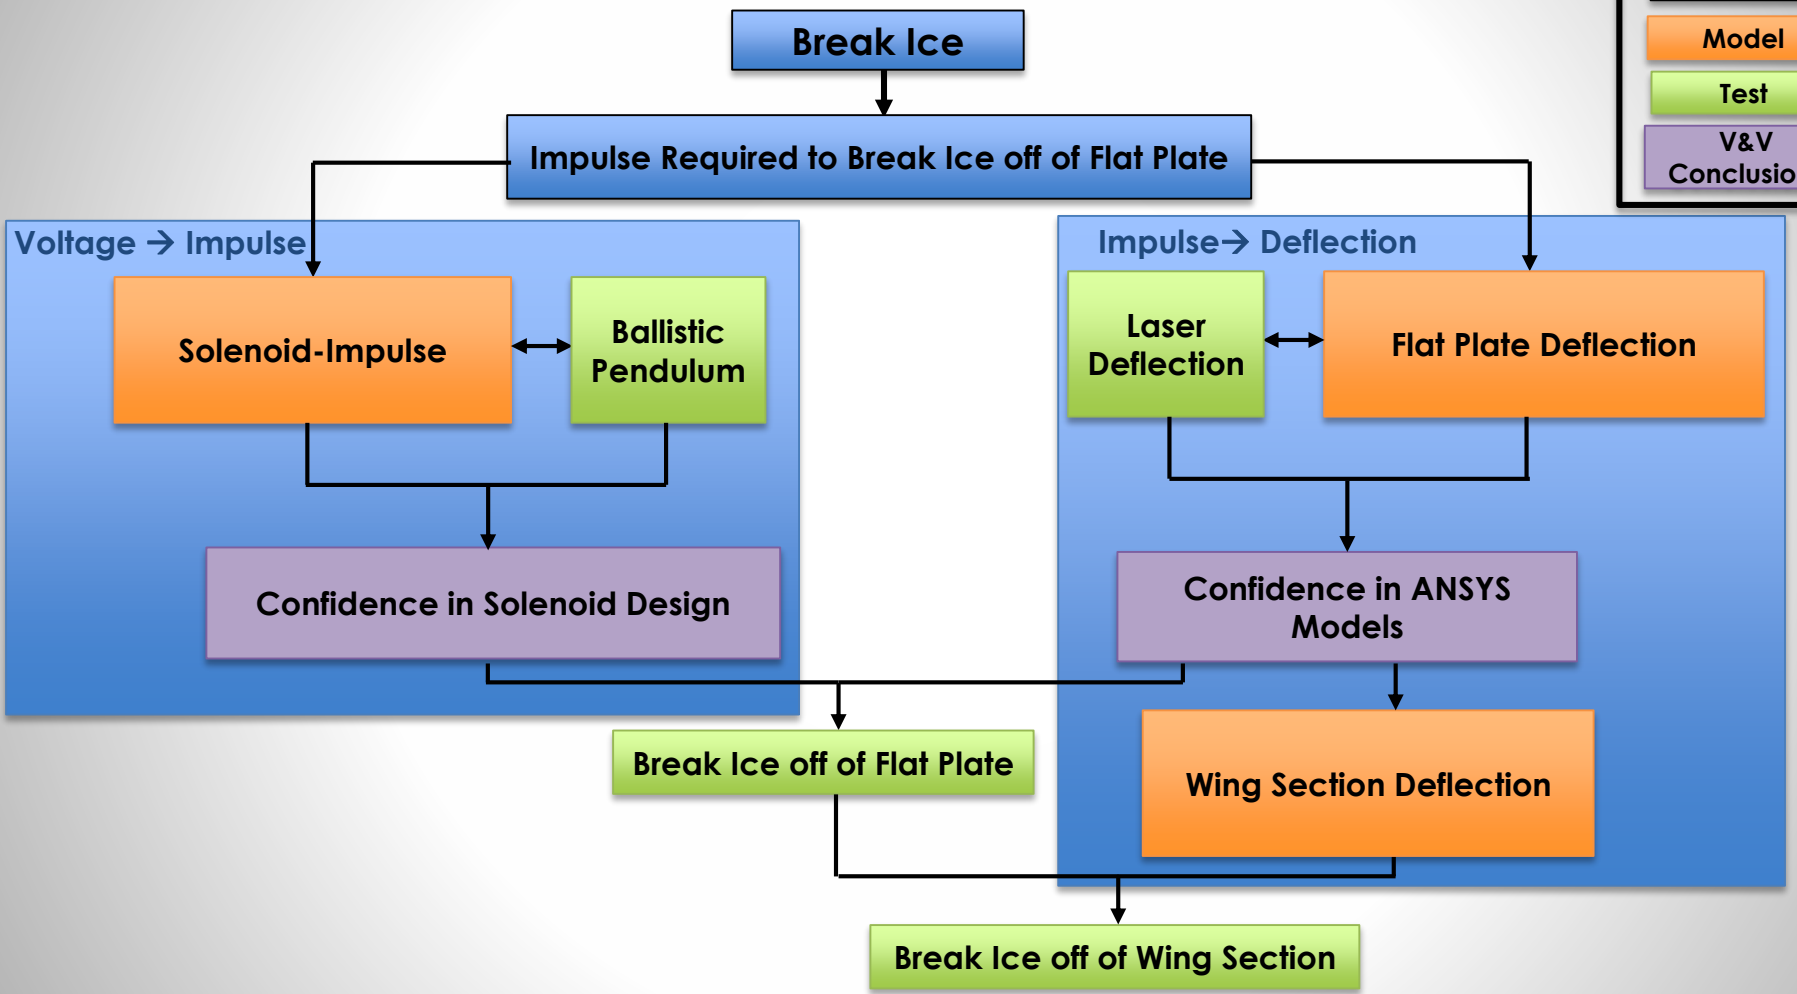 Break Ice
Model
Test
V&V
Impulse Required to Break Ice off of Flat Plate
Voltage → Impulse
Impulse→ Deflection
Solenoid-Impulse
Ballistic
Pendulum
Laser
Deflection
Flat Plate Deflection
Confidence in Solenoid Design
Confidence in ANSYS
Models
Break Ice off of Flat Plate
Wing Section Deflection
Break Ice off of Wing Section